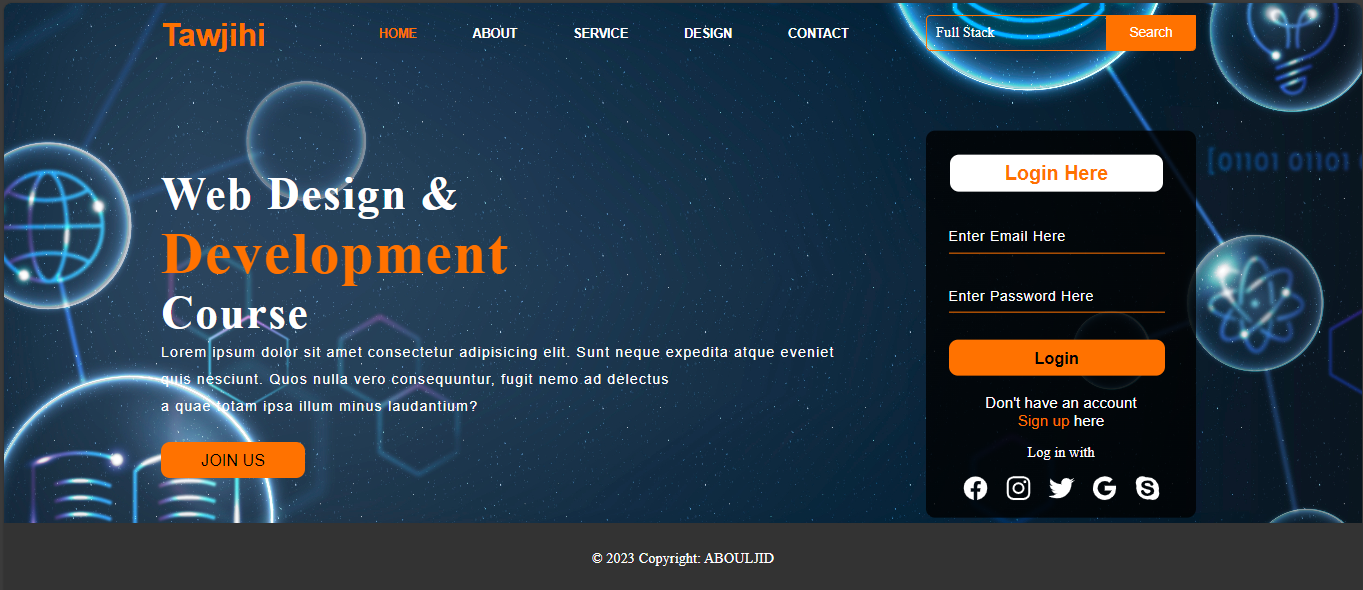 Tawjihi
HOME ABOUT SERVICE DESIGN CONTACT
Full Stack Search
Web Design &
Development
Course
Lorem ipsum dolor sit amet consectetur adipisicing elit. Sunt neque expedita atque eveniet
quis nesciunt. Quos nulla vero consequuntur, fugit nemo ad delectus
a quae totam ipsa illum minus laudantium?
JOIN US
Login Here
Enter Email Here
Enter Password Here
Login
Don't have an account
Sign up here
Log in with
[01101 01101
© 2023 Copyright: ABOULJID